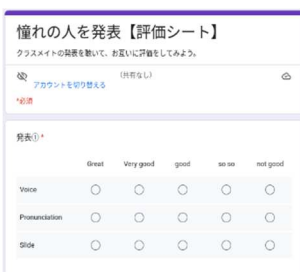 憧れの人を発表【評価シート】
クラスメイトの発表を聴いて、お互いに評価をしてみよう。
(共有なし)
アカウントを切り替える
*必須
発表① *
Great Very good good so so not good
Voice
Pronunciation
Slide